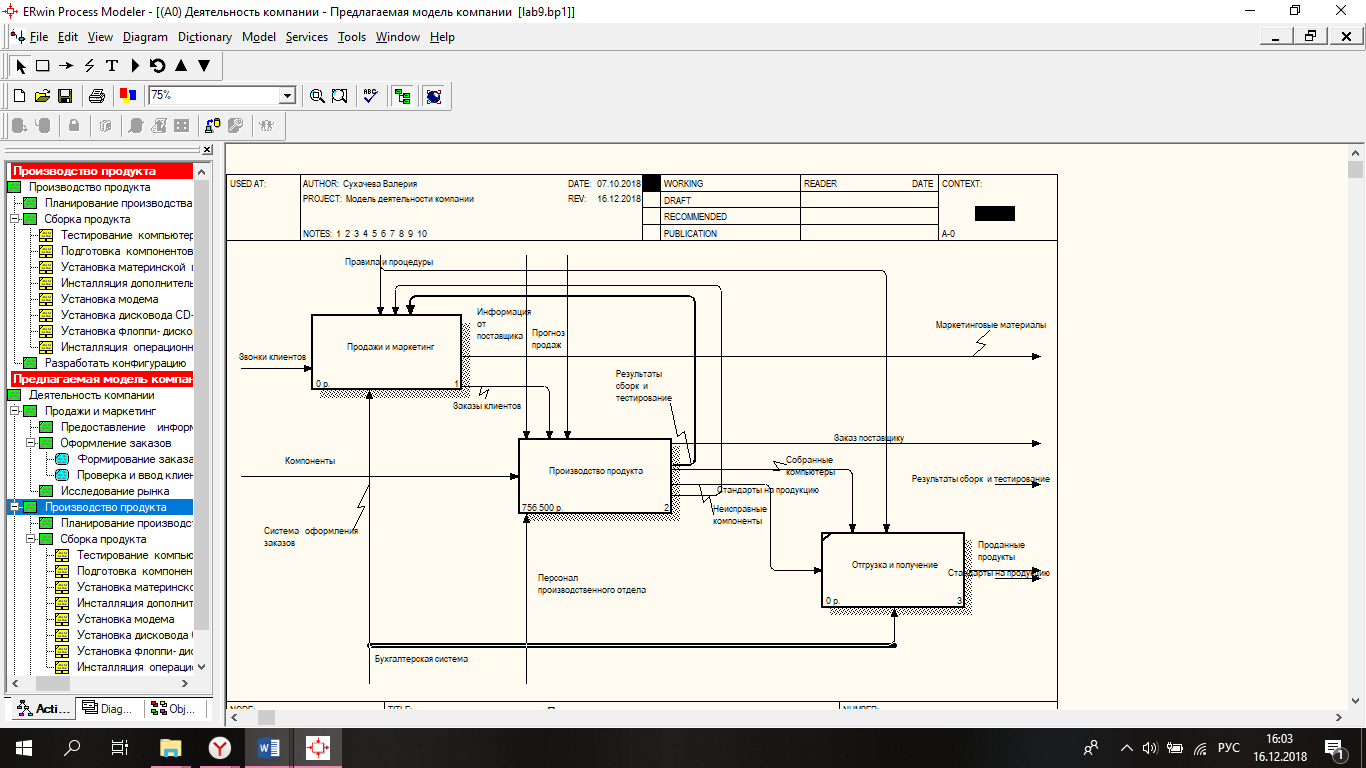 ERwin Process Modeler - [(A0) Деятельность компании - Предлагаемая модель компании [lab9.bp1]]
File Edit View Diagram Dictionary Model Services Tools Window Help
75%
Производство продукта
Производство продукта
Планирование производства
Сборка продукта
Тестирование компьютер
Подготовка компонентов
Установка материнской
Инсталляция дополнитель
Установка модема
Установка дисковода CD-
Установка флоппи- диско
Инсталляция операционн
Разработать конфигурацию
Предлагаемая модель компан
Деятельность компании
Продажи и маркетинг
Предоставление информ
Оформление заказов
Формирование заказа
Проверка и ввод клиен
Исследование рынка
Производство продукта
Планирование производст
Сборка продукта
Тестирование компью
Подготовка компонен
Установка материнско
Инсталляция дополнит
Установка модема
Установка дисковода
Установка флоппи- дис
Инсталляция операци
Acti... Diag... Obj...
USED AT:
AUTHOR: Сухачева Валерия
DATE: 07.10.2018
PROJECT: Модель деятельности компании
REV: 16.12.2018
NOTES: 1 2 3 4 5 6 7 8 9 10
WORKING
DRAFT
RECOMMENDED
PUBLICATION
READER DATE
CONTEXT:
A-0
Правила и процедуры
Информация
от
поставщика
Прогноз
продаж
Маркетинговые материалы
Звонки клиентов
Продажи и маркетинг
0 р. 1
Заказы клиентов
Результаты
сборк и
тестирование
Заказ поставщику
Компоненты
Производство продукта
756 500 р. 2
Собранные
компьютеры
Стандарты на продукцию
Неисправные
компоненты
Результаты сборк и тестирование
Система оформления
заказов
Отгрузка и получение
0 р. 3
Проданные
продукты
Стандарты на продукцию
Персонал
производственного отдела
Бухгалтерская система
NODE: TITLE: NUMBER:
РУС
16:03
16.12.2018
1